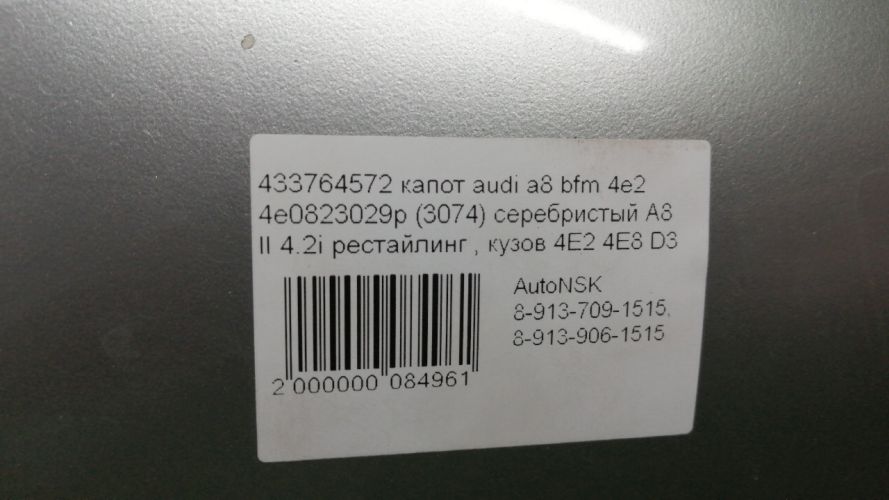 433764572 капот audi a8 bfm 4e2
4e0823029p (3074) серебристый A8
II 4.2i рестайлинг , кузов 4E2 4E8 D3
AutoNSK
8-913-709-1515,
8-913-906-1515
2 000000 084961